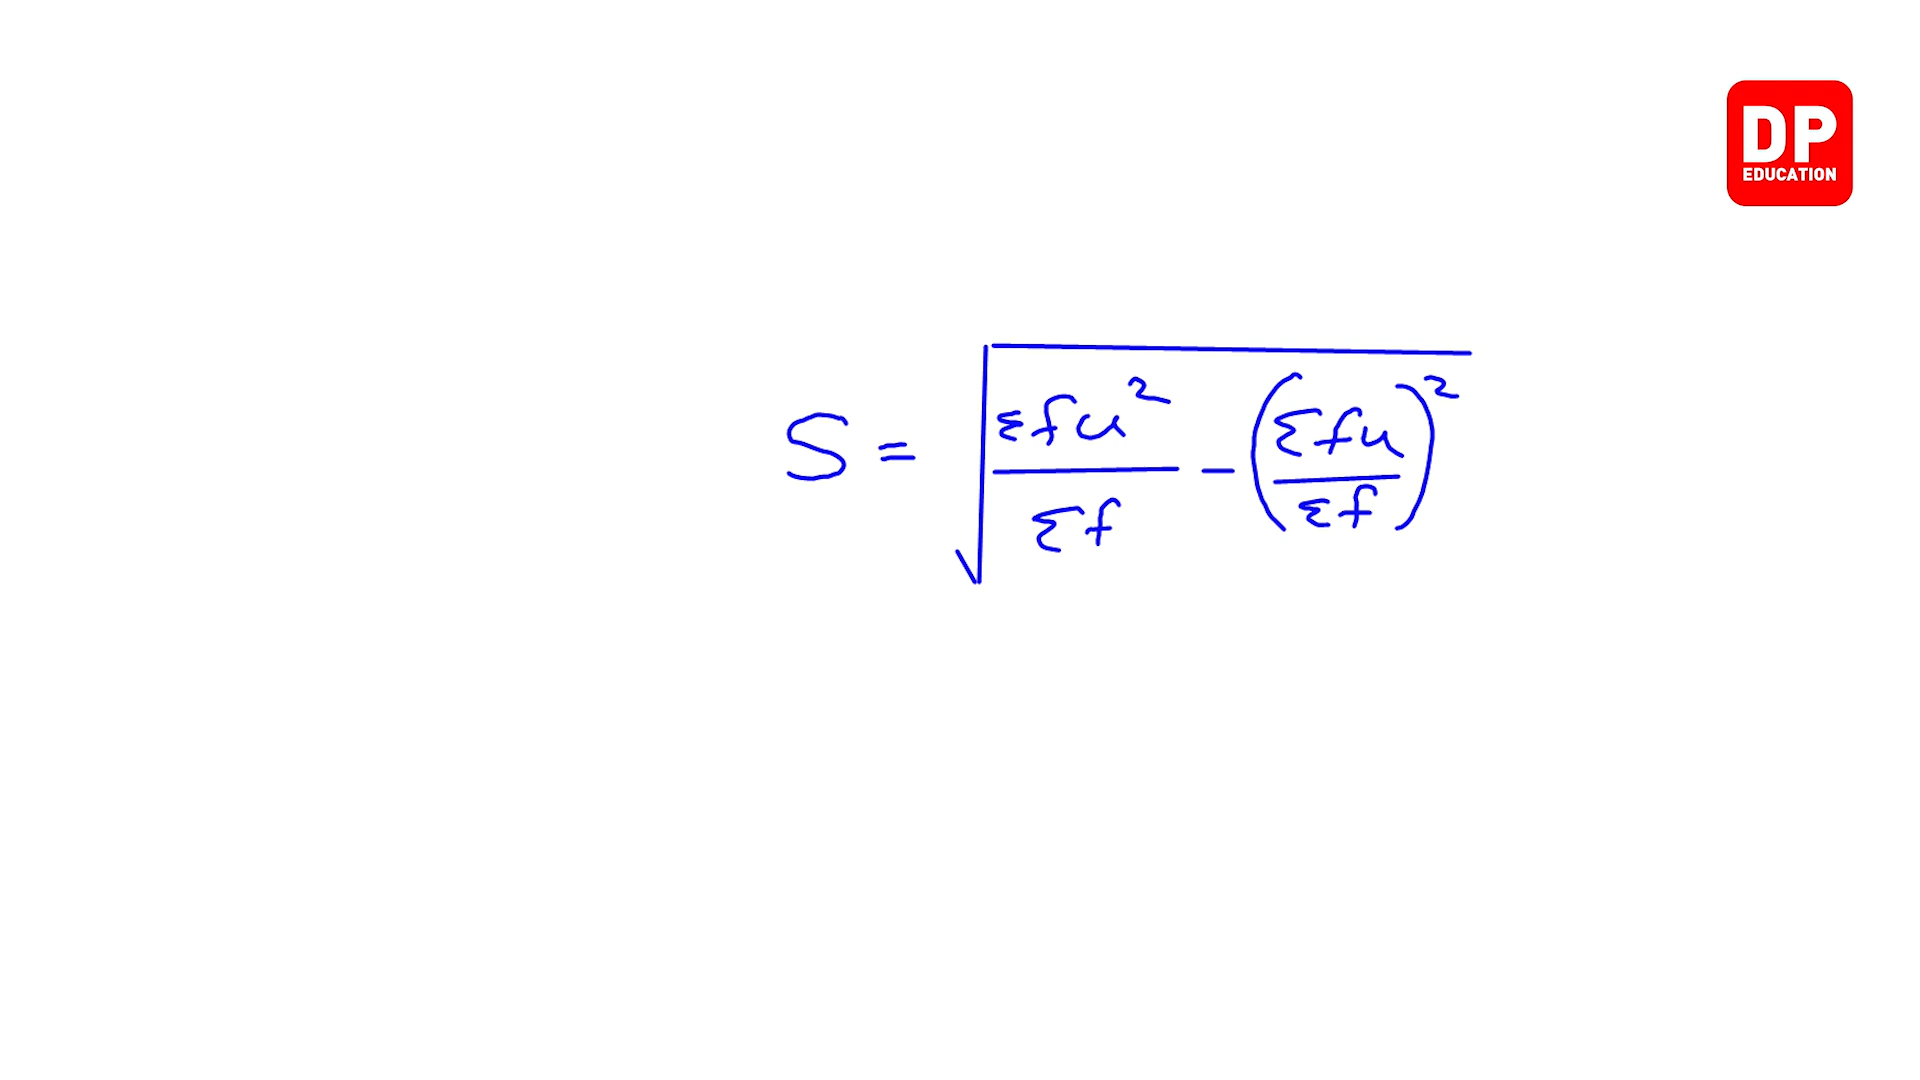 DP
EDUCATION
S = √(Σfu²/Σf − (Σfu/Σf)²)